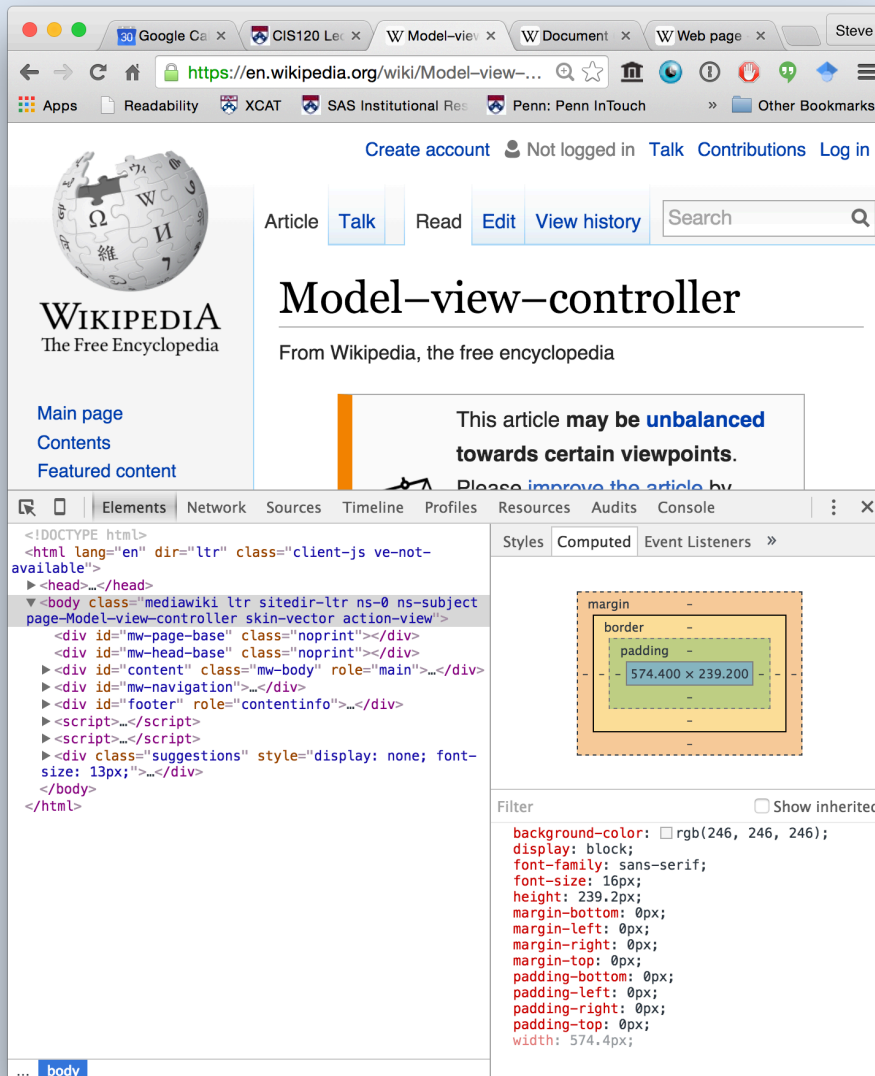 Google Ca × CIS120 Lec × Model–view × Document × Web page × Steve
https://en.wikipedia.org/wiki/Model–view–...
Apps Readability XCAT SAS Institutional Res Penn: Penn InTouch » Other Bookmarks
Create account Not logged in Talk Contributions Log in
Article Talk Read Edit View history Search
WIKIPEDIA
The Free Encyclopedia
Model–view–controller
From Wikipedia, the free encyclopedia
Main page
Contents
Featured content
This article may be unbalanced
towards certain viewpoints.
Please improve the article by
Elements Network Sources Timeline Profiles Resources Audits Console
<!DOCTYPE html>
<html lang="en" dir="ltr" class="client-js ve-not-
available">
▶<head>…</head>
▼<body class="mediawiki ltr sitedir-ltr ns-0 ns-subject
page-Model-view-controller skin-vector action-view">
<div id="mw-page-base" class="noprint"></div>
<div id="mw-head-base" class="noprint"></div>
▶<div id="content" class="mw-body" role="main">…</div>
▶<div id="mw-navigation">…</div>
▶<div id="footer" role="contentinfo">…</div>
▶<script>…</script>
▶<script>…</script>
▶<div class="suggestions" style="display: none; font-
size: 13px;">…</div>
</body>
</html>
... body
Styles Computed Event Listeners »
margin –
border –
padding –
– – – 574.400 × 239.200 – – –
–
–
–
Filter Show inherited
background-color: rgb(246, 246, 246);
display: block;
font-family: sans-serif;
font-size: 16px;
height: 239.2px;
margin-bottom: 0px;
margin-left: 0px;
margin-right: 0px;
margin-top: 0px;
padding-bottom: 0px;
padding-left: 0px;
padding-right: 0px;
padding-top: 0px;
width: 574.4px;